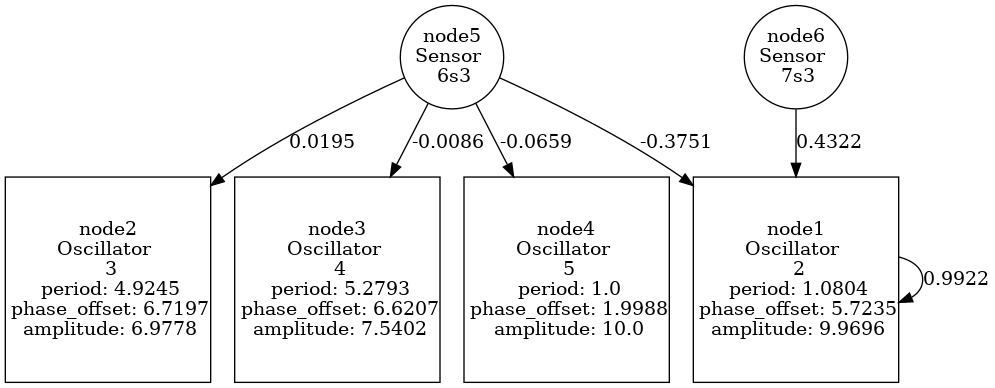 node5
Sensor
6s3
node6
Sensor
7s3
0.0195
-0.0086
-0.0659
-0.3751
0.4322
node2
Oscillator
3
period: 4.9245
phase_offset: 6.7197
amplitude: 6.9778
node3
Oscillator
4
period: 5.2793
phase_offset: 6.6207
amplitude: 7.5402
node4
Oscillator
5
period: 1.0
phase_offset: 1.9988
amplitude: 10.0
node1
Oscillator
2
period: 1.0804
phase_offset: 5.7235
amplitude: 9.9696
0.9922